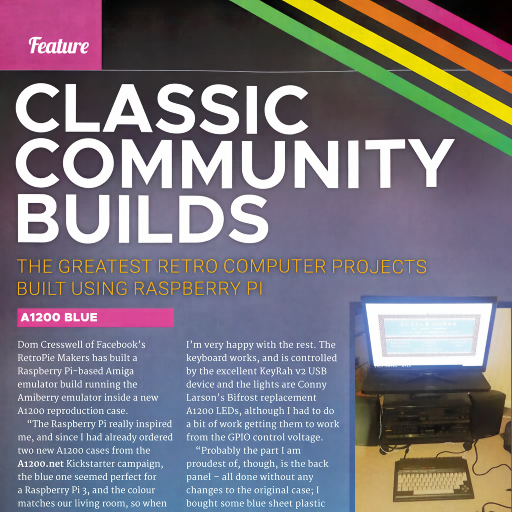 Feature
CLASSIC
COMMUNITY
BUILDS
THE GREATEST RETRO COMPUTER PROJECTS
BUILT USING RASPBERRY PI
A1200 BLUE
Dom Cresswell of Facebook's
RetroPie Makers has built a
Raspberry Pi-based Amiga
emulator build running the
Amiberry emulator inside a new
A1200 reproduction case.
"The Raspberry Pi really inspired
me, and since I had already ordered
two new A1200 cases from the
A1200.net Kickstarter campaign,
the blue one seemed perfect for
a Raspberry Pi 3, and the colour
matches our living room, so when
I'm very happy with the rest. The
keyboard works, and is controlled
by the excellent KeyRah v2 USB
device and the lights are Conny
Larson's Bifrost replacement
A1200 LEDs, although I had to do
a bit of work getting them to work
from the GPIO control voltage.
"Probably the part I am
proudest of, though, is the back
panel – all done without any
changes to the original case; I
bought some blue sheet plastic